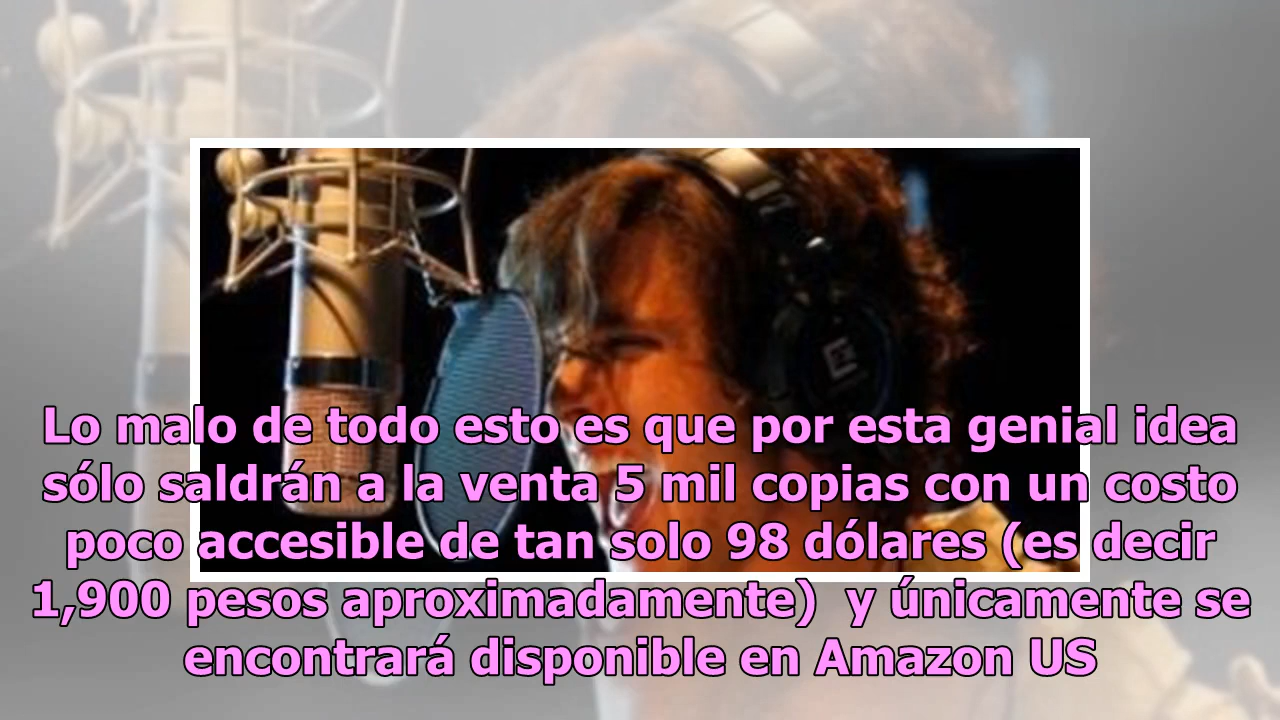 Lo malo de todo esto es que por esta genial idea
sólo saldrán a la venta 5 mil copias con un costo
poco accesible de tan solo 98 dólares (es decir
1,900 pesos aproximadamente)  y únicamente se
encontrará disponible en Amazon US